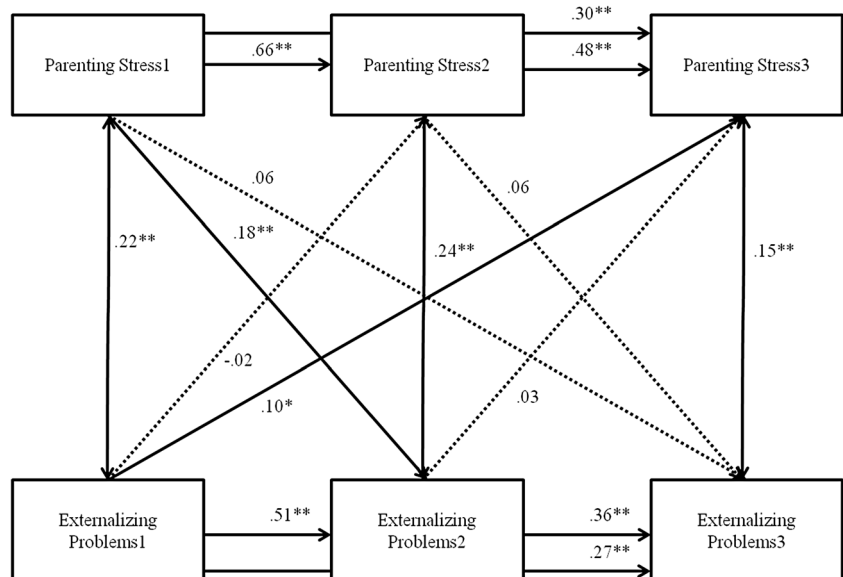 .30**
.66**
.48**
Parenting Stress1
Parenting Stress2
Parenting Stress3
.06
.06
.22**
.18**
.24**
.15**
-.02
.03
.10*
.51**
.36**
Externalizing
Problems1
Externalizing
Problems2
Externalizing
Problems3
.27**